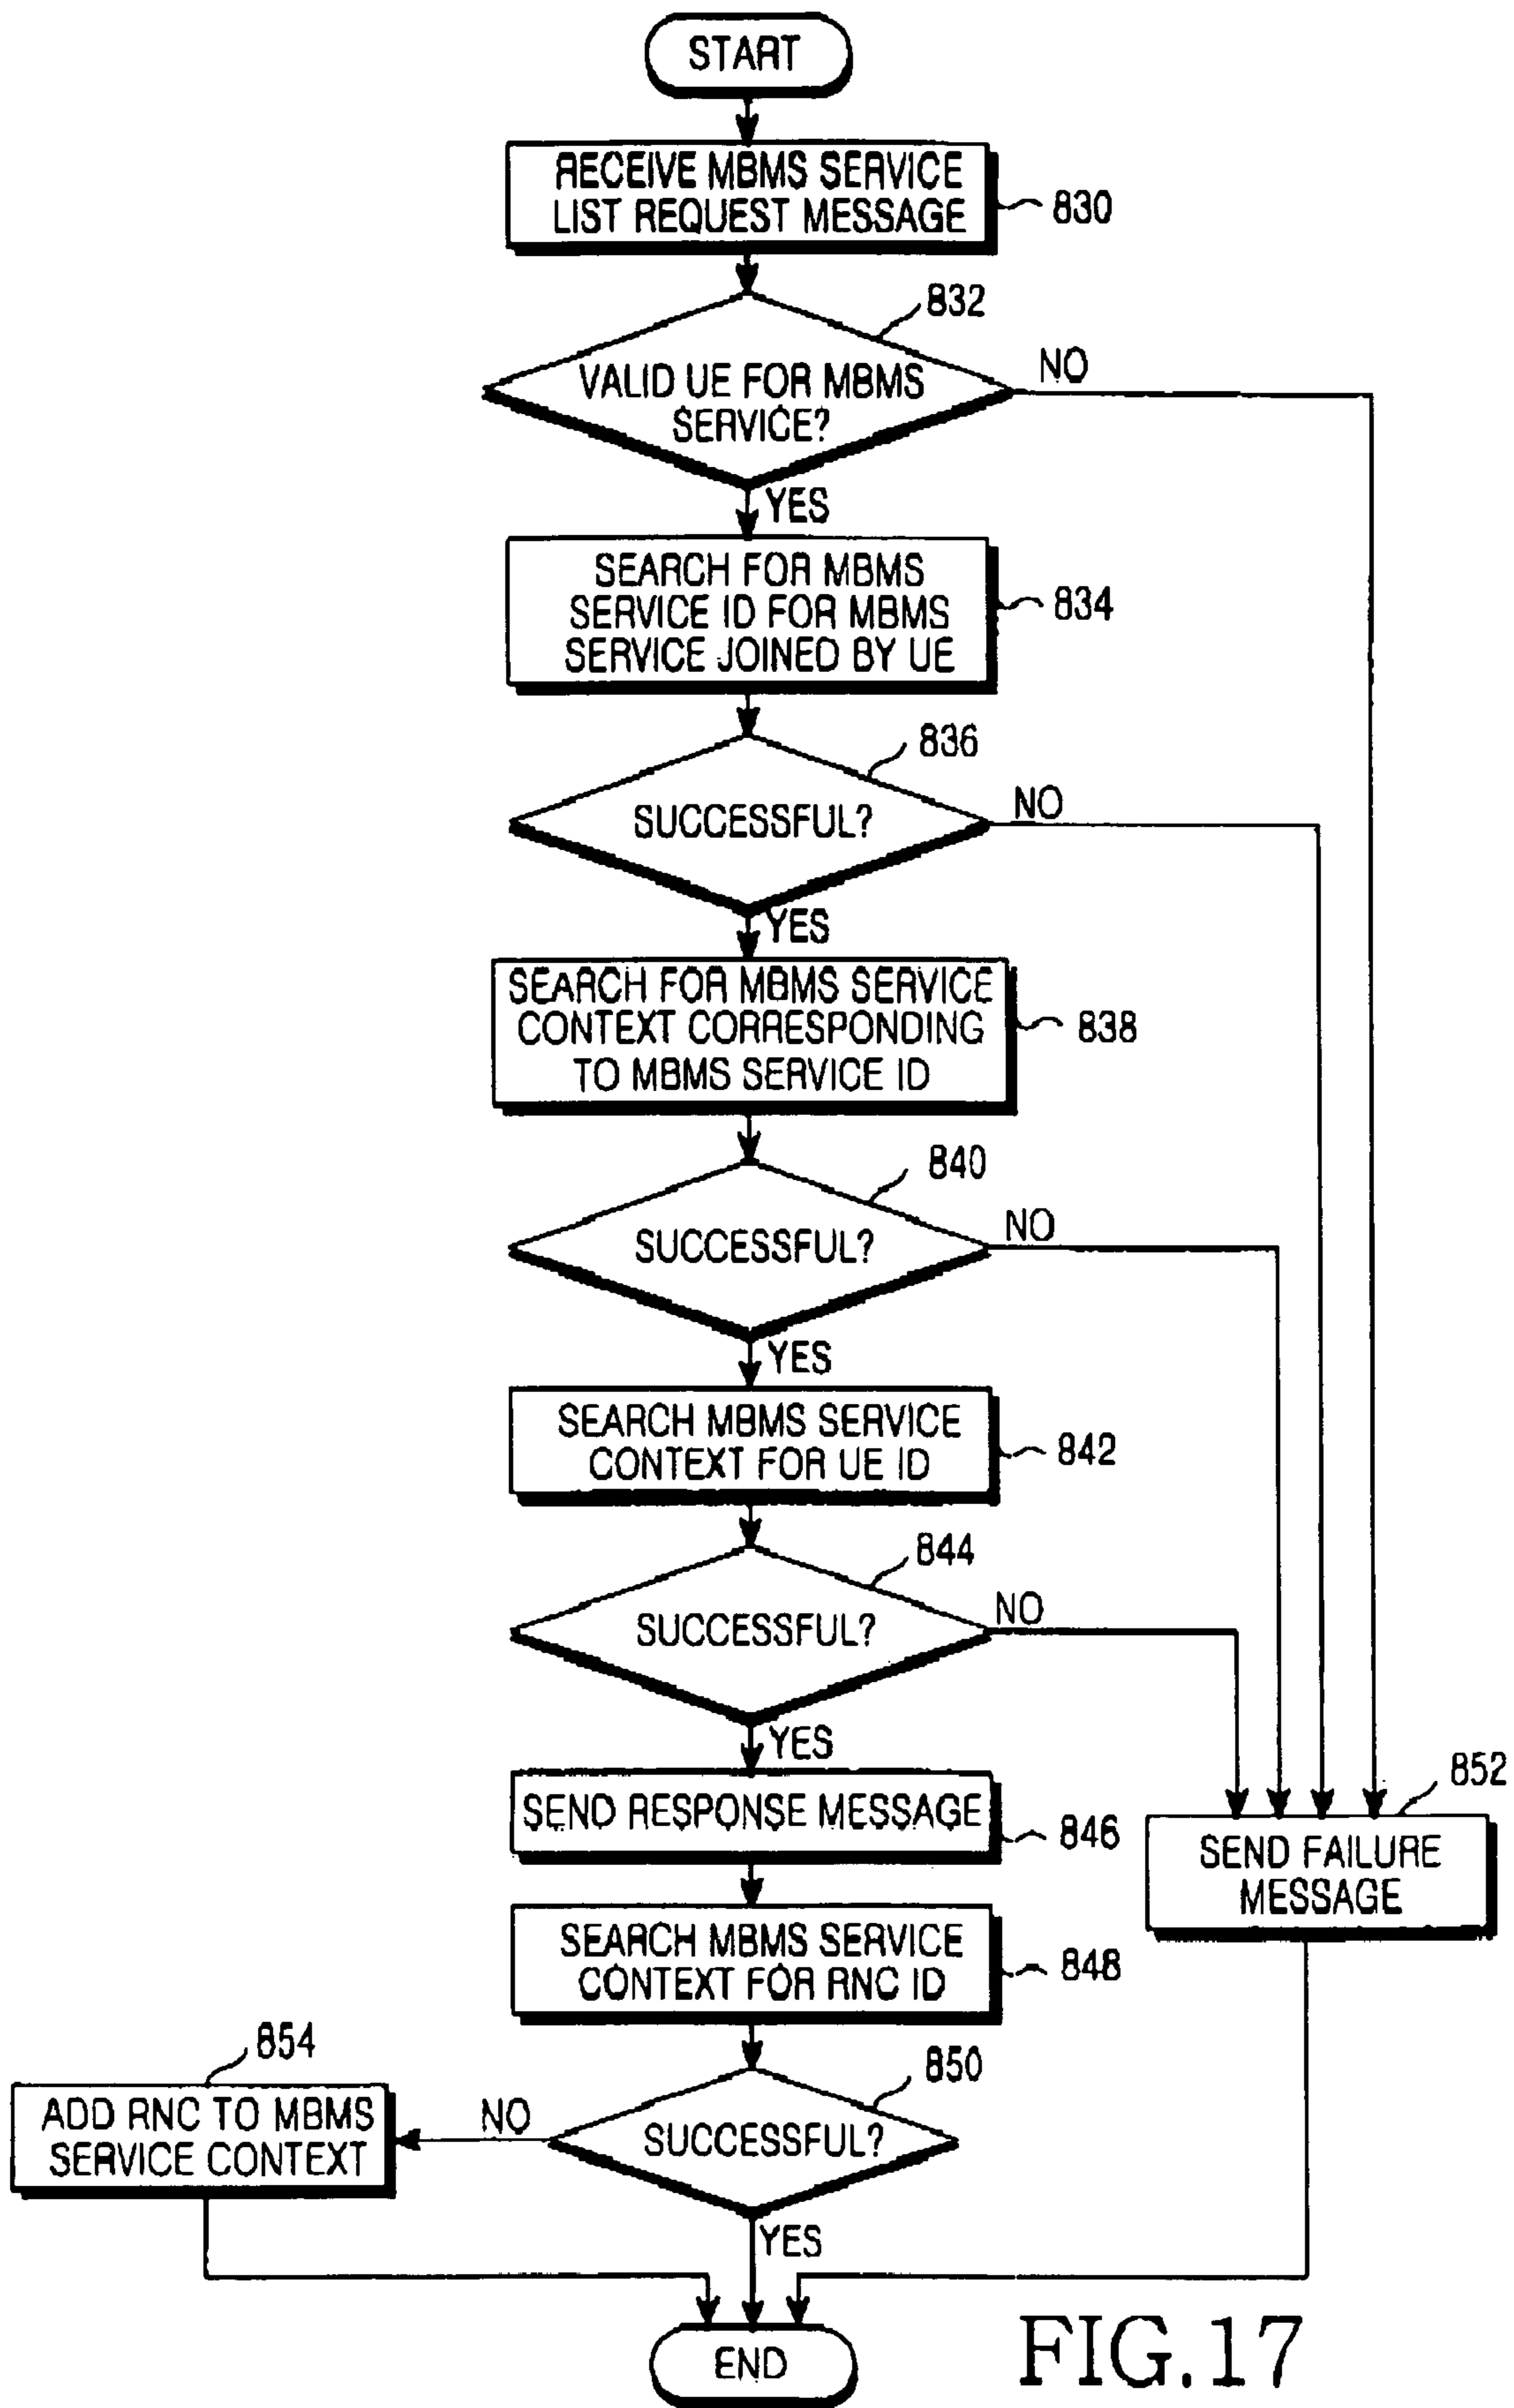 START
RECEIVE MBMS SERVICE
LIST REQUEST MESSAGE
830
832
VALID UE FOR MBMS
SERVICE?
NO
YES
SEARCH FOR MBMS
SERVICE ID FOR MBMS
SERVICE JOINED BY UE
834
836
SUCCESSFUL?
NO
YES
SEARCH FOR MBMS SERVICE
CONTEXT CORRESPONDING
TO MBMS SERVICE ID
838
840
SUCCESSFUL?
NO
YES
SEARCH MBMS SERVICE
CONTEXT FOR UE ID
842
844
SUCCESSFUL?
NO
YES
SEND RESPONSE MESSAGE
846
852
SEND FAILURE
MESSAGE
SEARCH MBMS SERVICE
CONTEXT FOR RNC ID
848
850
SUCCESSFUL?
NO
854
ADD RNC TO MBMS
SERVICE CONTEXT
YES
END
FIG.17